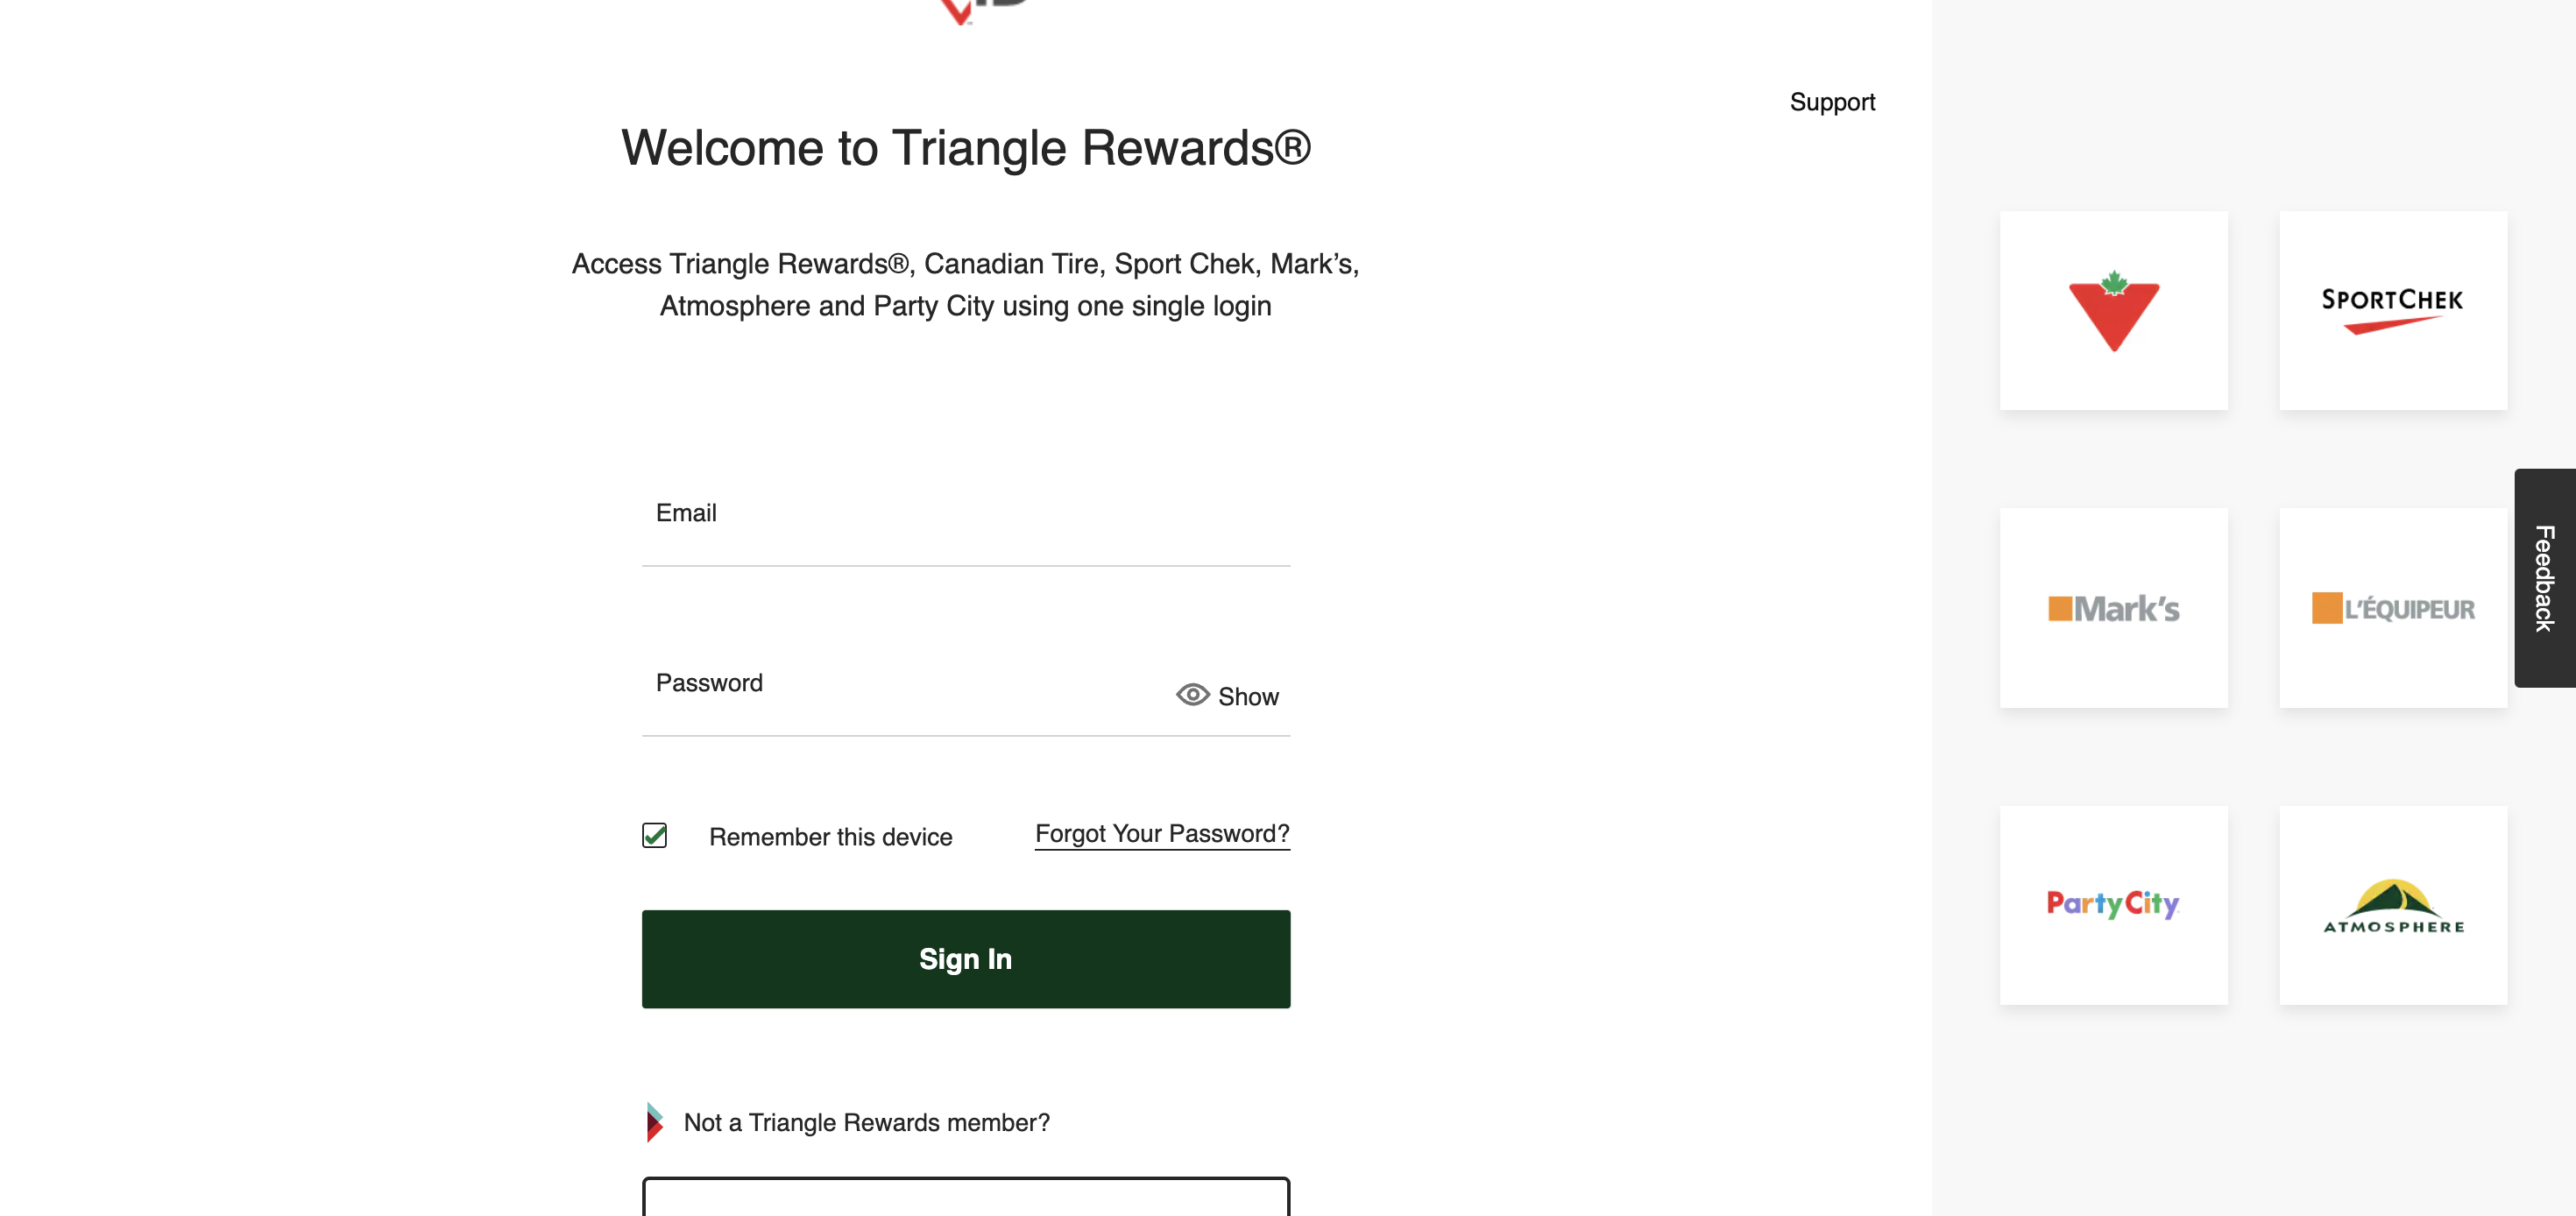 Support
Welcome to Triangle Rewards®
Access Triangle Rewards®, Canadian Tire, Sport Chek, Mark’s,
Atmosphere and Party City using one single login
Email
Password
Show
Remember this device
Forgot Your Password?
Sign In
Not a Triangle Rewards member?
SPORTCHEK
Mark’s
L’ÉQUIPEUR
PartyCity
ATMOSPHERE
Feedback